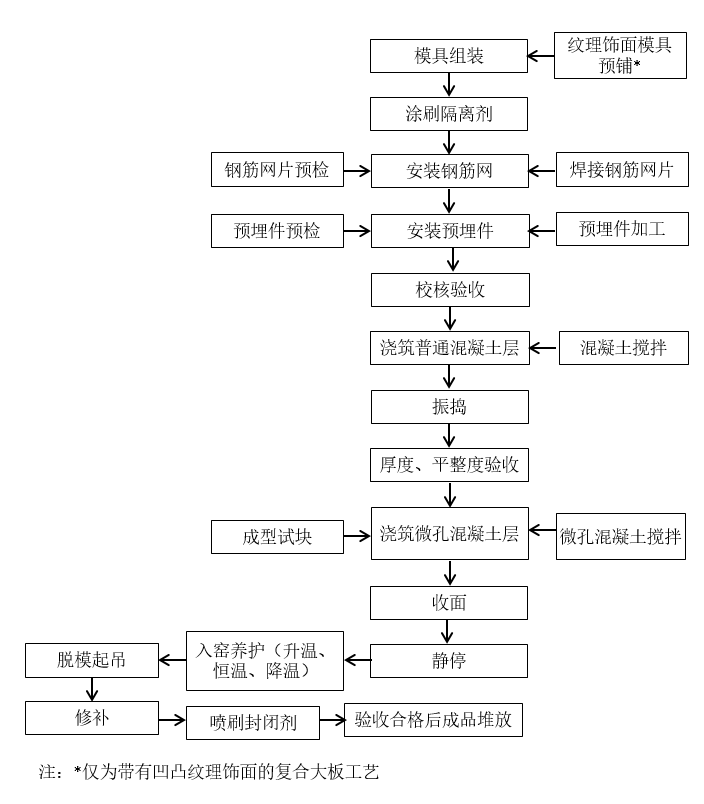 模具组装
纹理饰面模具
预铺*
涂刷隔离剂
钢筋网片预检
安装钢筋网
焊接钢筋网片
预埋件预检
安装预埋件
预埋件加工
校核验收
浇筑普通混凝土层
混凝土搅拌
振捣
厚度、平整度验收
成型试块
浇筑微孔混凝土层
微孔混凝土搅拌
收面
静停
入窑养护（升温、
恒温、降温）
脱模起吊
修补
喷刷封闭剂
验收合格后成品堆放
注：*仅为带有凹凸纹理饰面的复合大板工艺